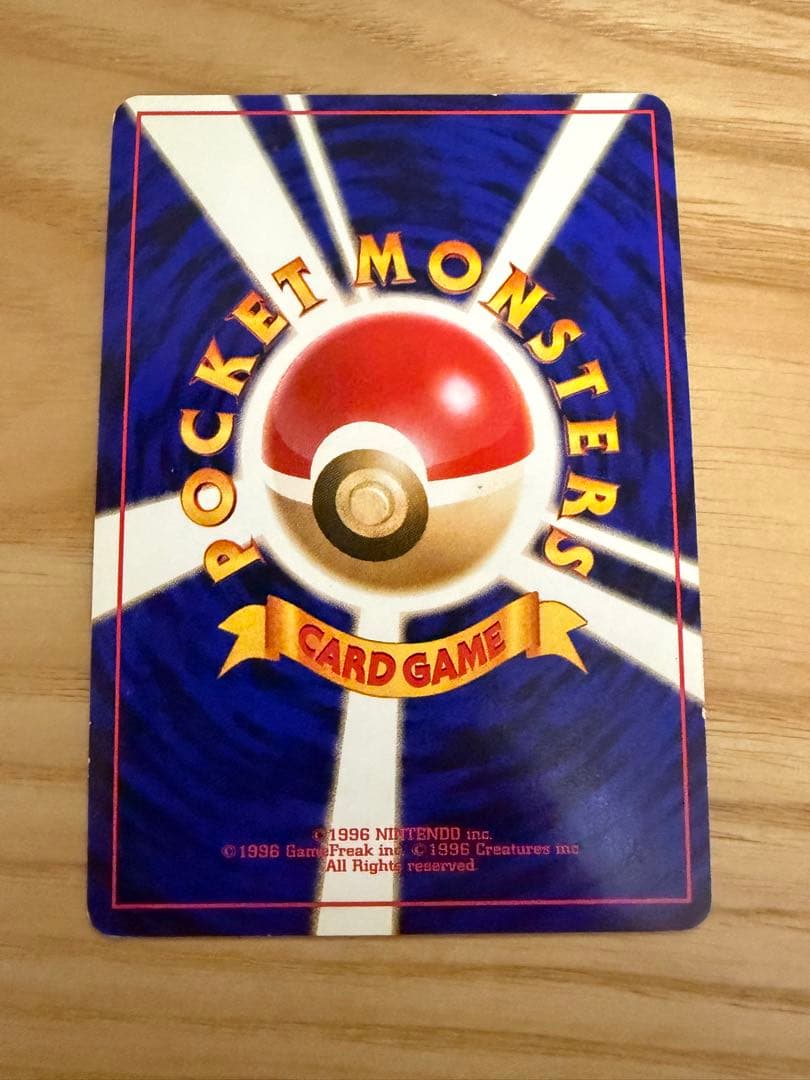 POCKET MONSTERS
CARD GAME
©1996 NINTENDO inc.
©1996 GameFreak inc. ©1996 Creatures inc
All Rights reserved.